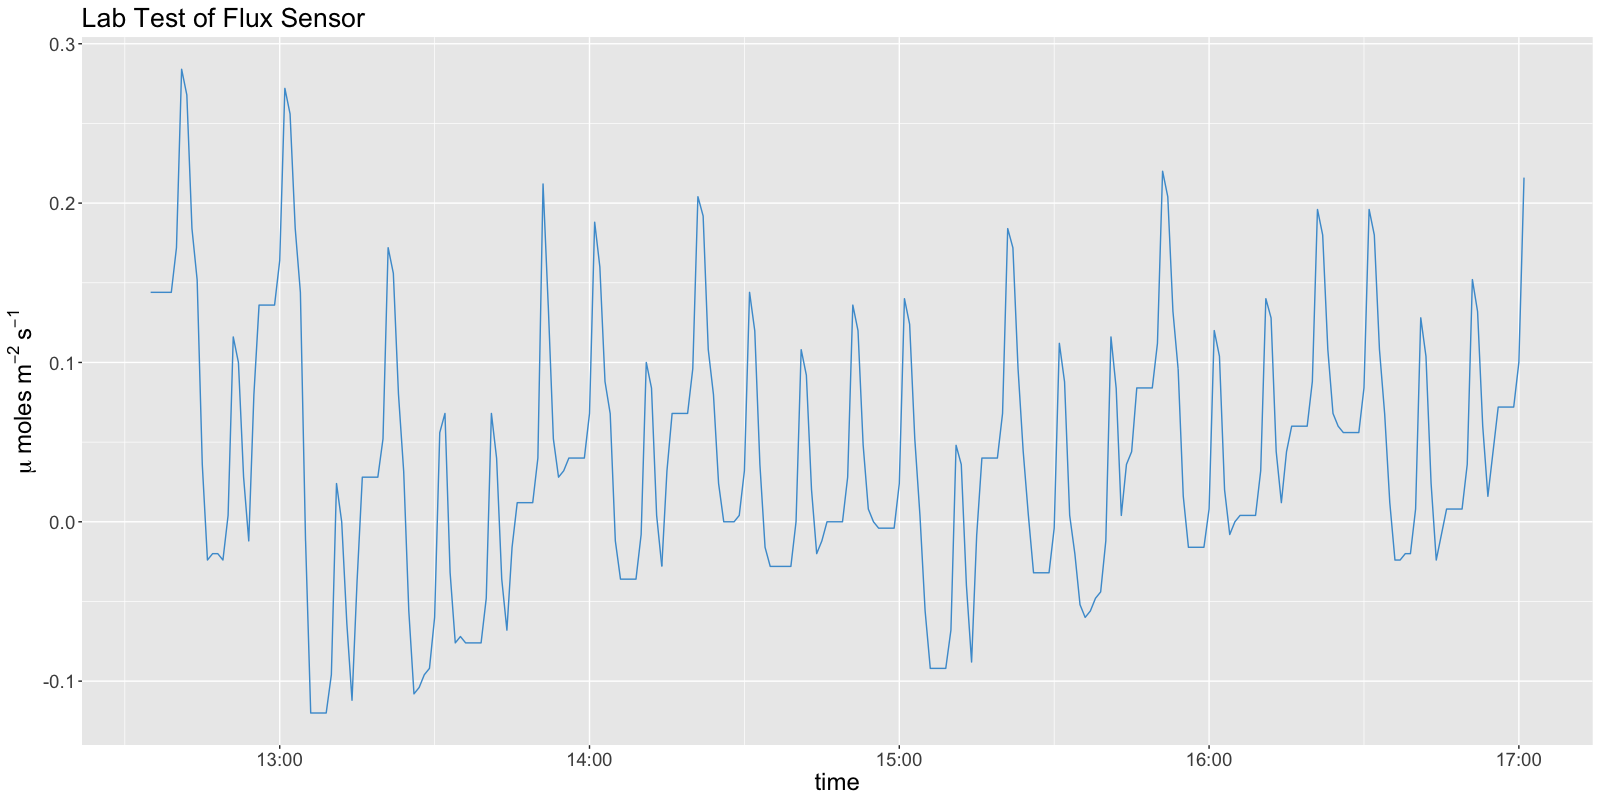 Lab Test of Flux Sensor
0.3
0.2
0.1
0.0
-0.1
μ moles m⁻² s⁻¹
13:00 14:00 15:00 16:00 17:00
time